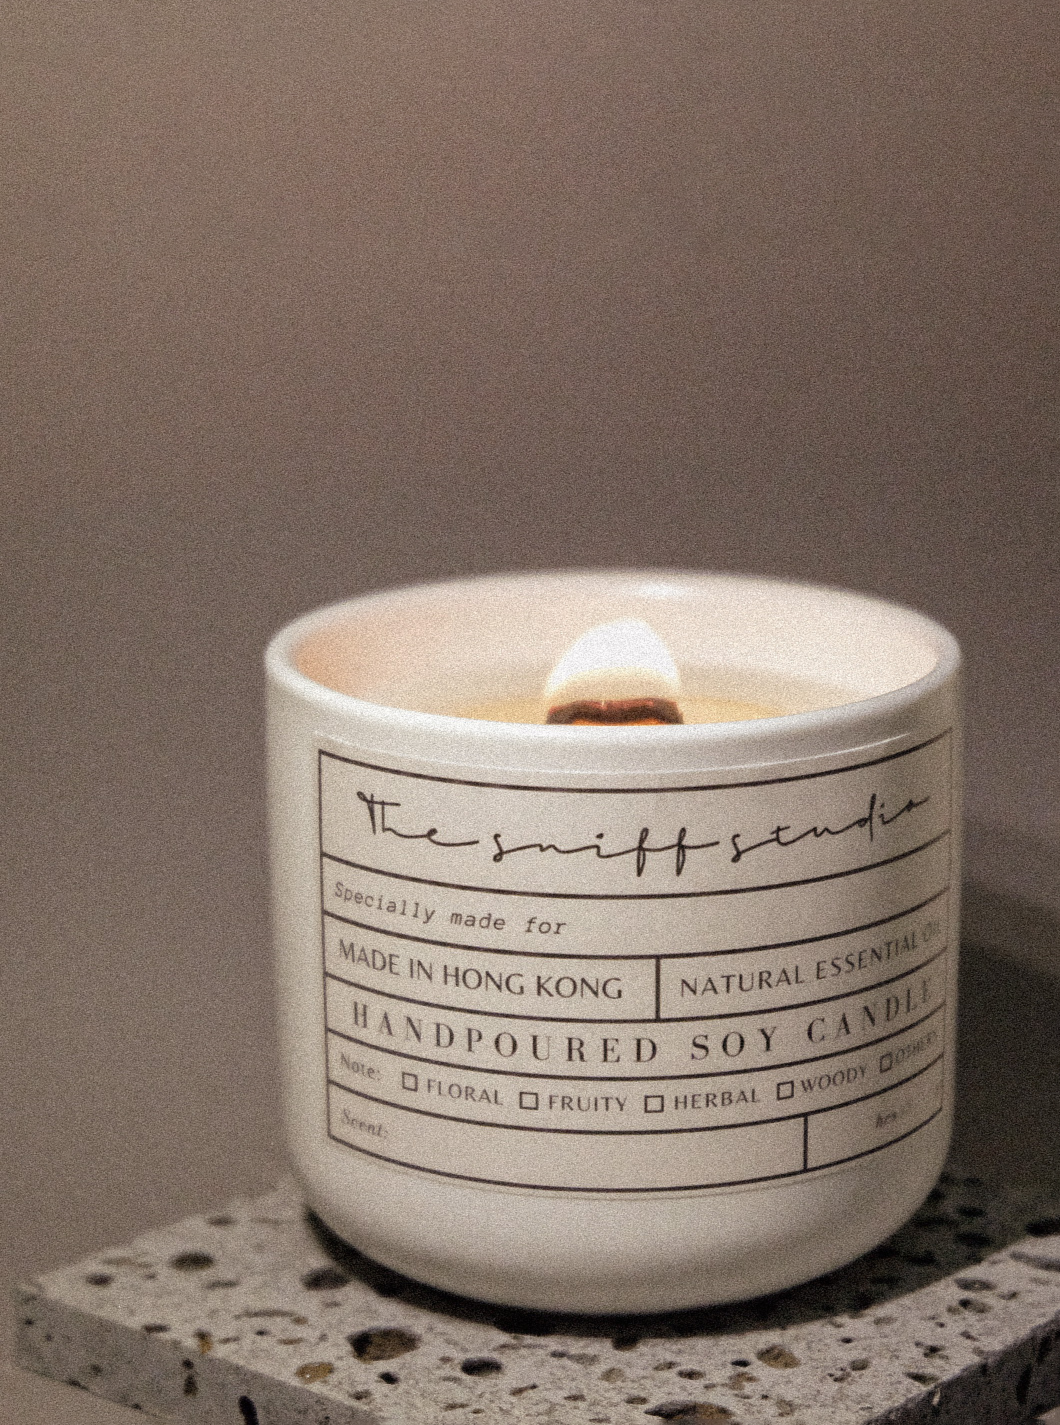 The sniff studio
Specially made for
MADE IN HONG KONG
NATURAL ESSENTIAL OIL
HANDPOURED SOY CANDLE
Note: □ FLORAL □ FRUITY □ HERBAL □ WOODY □ OTHERS
Scent: